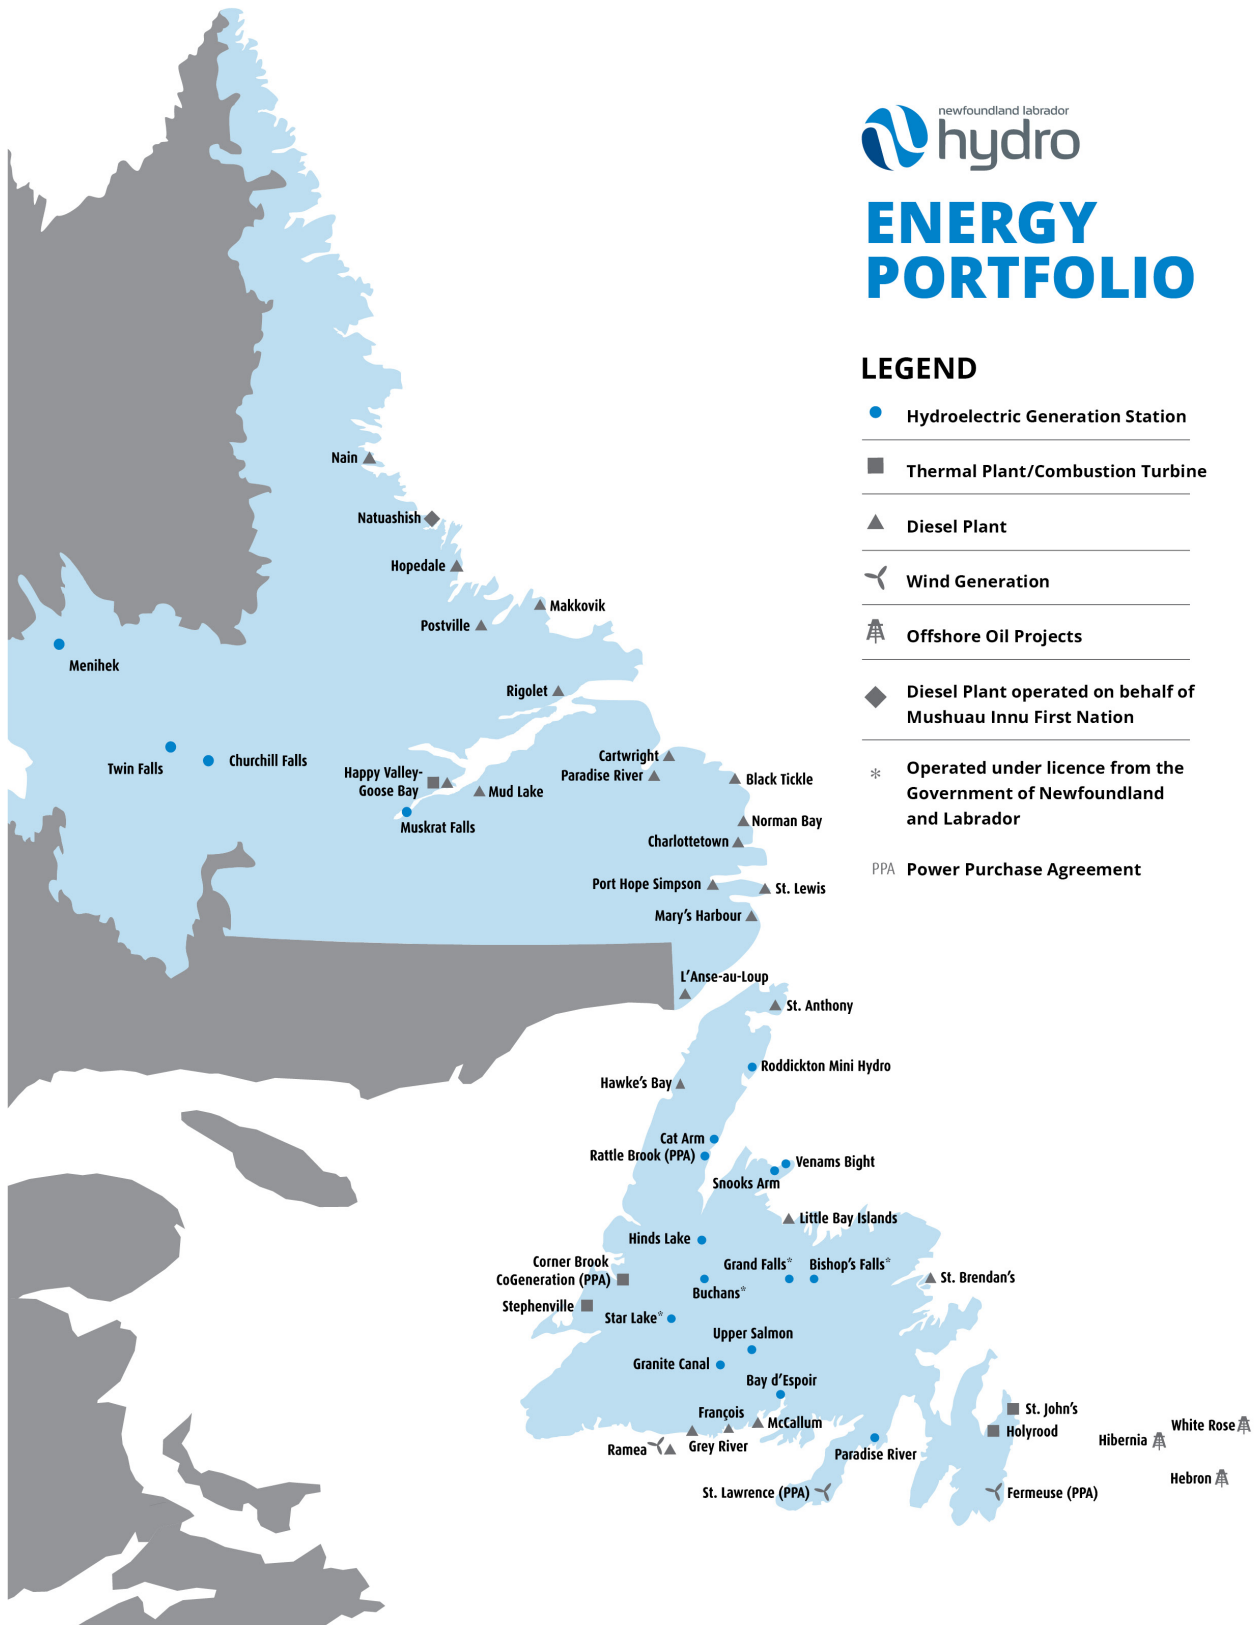 newfoundland labrador
hydro
ENERGY
PORTFOLIO
LEGEND
Hydroelectric Generation Station
Thermal Plant/Combustion Turbine
Diesel Plant
Wind Generation
Offshore Oil Projects
Diesel Plant operated on behalf of
Mushuau Innu First Nation
* Operated under licence from the
Government of Newfoundland
and Labrador
PPA Power Purchase Agreement
Nain
Natuashish
Hopedale
Makkovik
Postville
Menihek
Rigolet
Twin Falls
Churchill Falls
Happy Valley-
Goose Bay
Mud Lake
Muskrat Falls
Cartwright
Paradise River
Black Tickle
Norman Bay
Charlottetown
Port Hope Simpson
St. Lewis
Mary's Harbour
L'Anse-au-Loup
St. Anthony
Roddickton Mini Hydro
Hawke's Bay
Cat Arm
Rattle Brook (PPA)
Venams Bight
Snooks Arm
Little Bay Islands
Hinds Lake
Corner Brook
CoGeneration (PPA)
Grand Falls*
Bishop's Falls*
St. Brendan's
Buchans*
Stephenville
Star Lake*
Upper Salmon
Granite Canal
Bay d'Espoir
François
McCallum
Ramea
Grey River
Paradise River
St. John's
Holyrood
White Rose
Hibernia
Hebron
St. Lawrence (PPA)
Fermeuse (PPA)